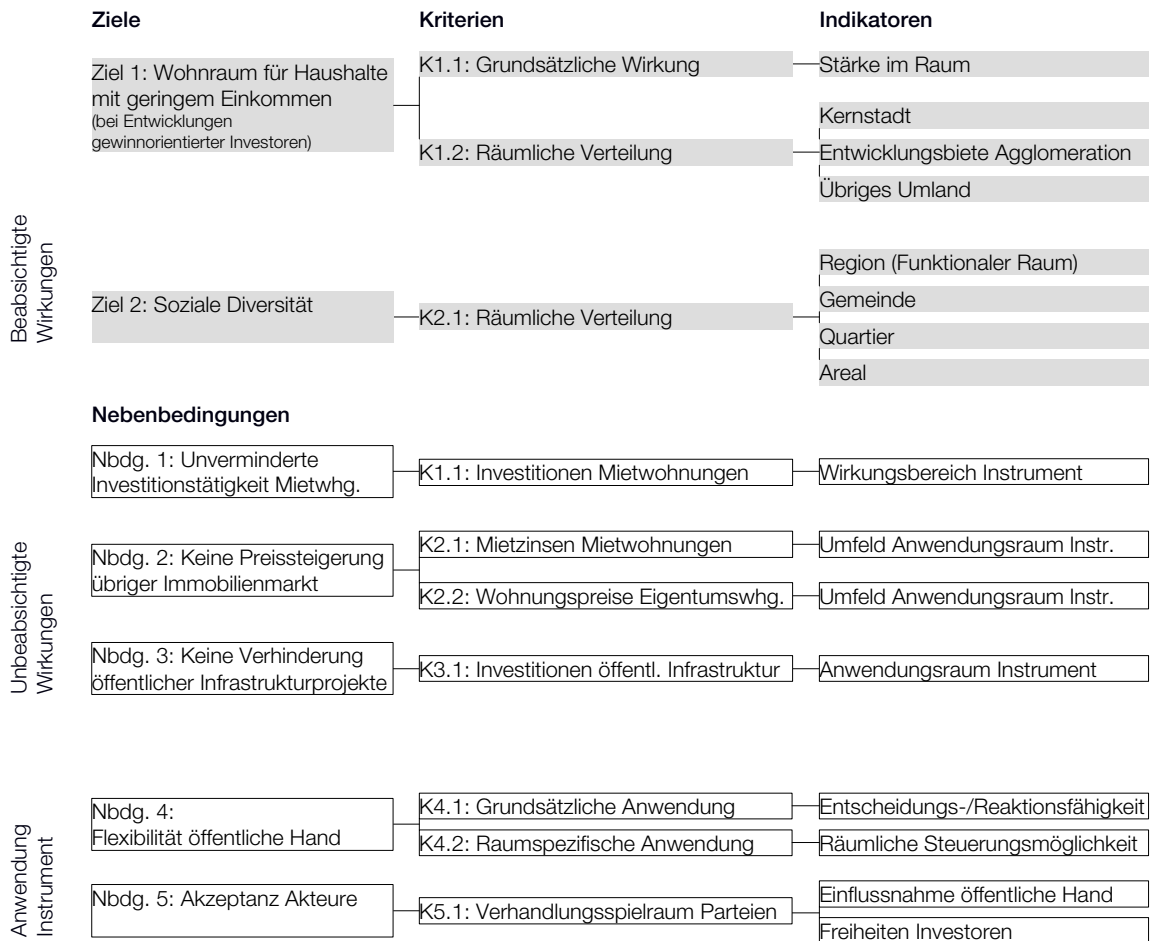 Ziele
Kriterien
Indikatoren
Beabsichtigte
Wirkungen
Ziel 1: Wohnraum für Haushalte
mit geringem Einkommen
(bei Entwicklungen
gewinnorientierter Investoren)
K1.1: Grundsätzliche Wirkung
Stärke im Raum
K1.2: Räumliche Verteilung
Kernstadt
Entwicklungsbiete Agglomeration
Übriges Umland
Ziel 2: Soziale Diversität
K2.1: Räumliche Verteilung
Region (Funktionaler Raum)
Gemeinde
Quartier
Areal
Nebenbedingungen
Unbeabsichtigte
Wirkungen
Nbdg. 1: Unverminderte
Investitionstätigkeit Mietwhg.
K1.1: Investitionen Mietwohnungen
Wirkungsbereich Instrument
Nbdg. 2: Keine Preissteigerung
übriger Immobilienmarkt
K2.1: Mietzinsen Mietwohnungen
Umfeld Anwendungsraum Instr.
K2.2: Wohnungspreise Eigentumswhg.
Umfeld Anwendungsraum Instr.
Nbdg. 3: Keine Verhinderung
öffentlicher Infrastrukturprojekte
K3.1: Investitionen öffentl. Infrastruktur
Anwendungsraum Instrument
Anwendung
Instrument
Nbdg. 4:
Flexibilität öffentliche Hand
K4.1: Grundsätzliche Anwendung
Entscheidungs-/Reaktionsfähigkeit
K4.2: Raumspezifische Anwendung
Räumliche Steuerungsmöglichkeit
Nbdg. 5: Akzeptanz Akteure
K5.1: Verhandlungsspielraum Parteien
Einflussnahme öffentliche Hand
Freiheiten Investoren